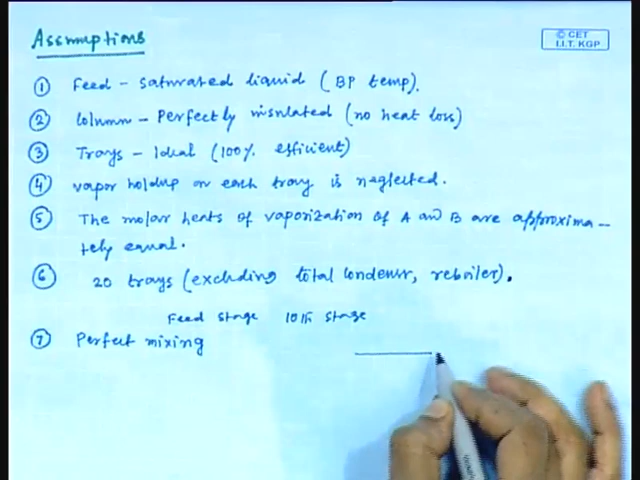 Assumptions
© CET
I.I.T. KGP
① Feed - Saturated liquid (BP temp).
② Column - Perfectly insulated (no heat loss)
③ Trays - Ideal (100% efficient)
④ vapor holdup on each tray is neglected.
⑤ The molar heats of vaporization of A and B are approxima-
tely equal.
⑥ 20 trays (excluding total condenser, reboiler).
Feed stage 10th stage
⑦ Perfect mixing